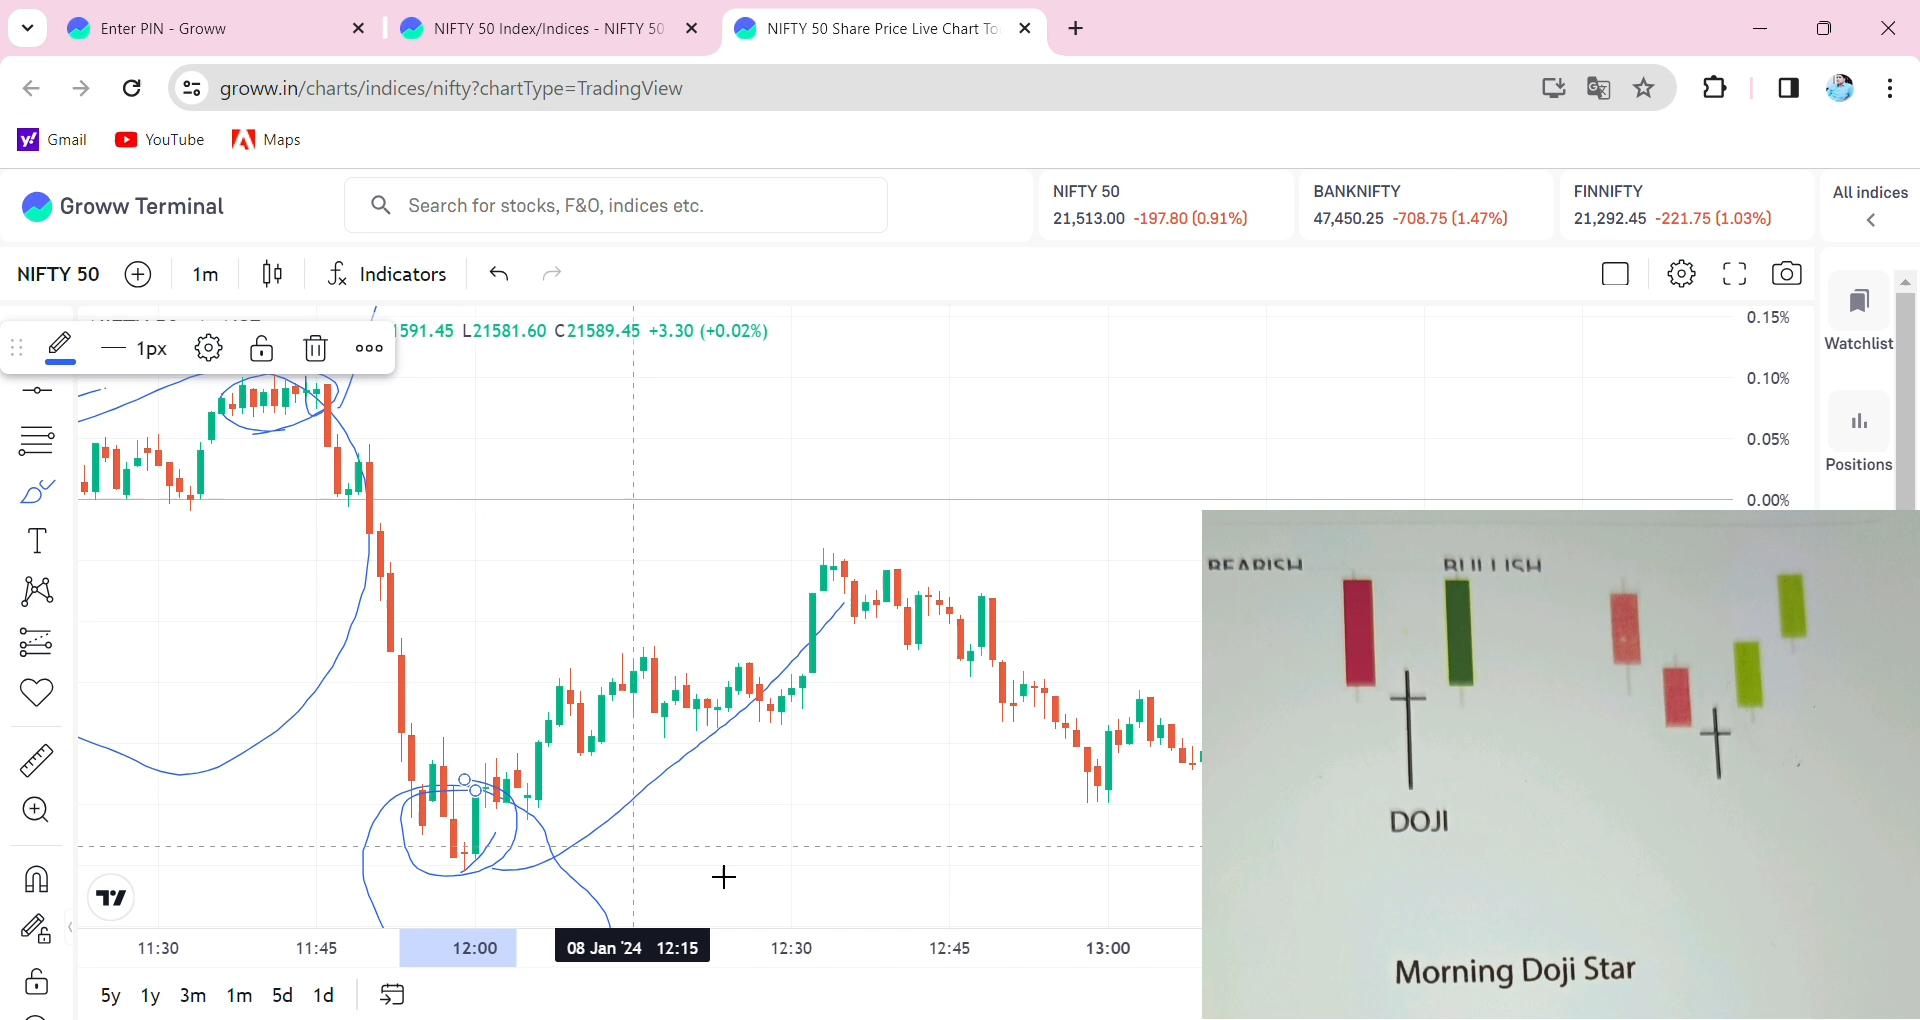 Enter PIN - Groww
NIFTY 50 Index/Indices - NIFTY 50
NIFTY 50 Share Price Live Chart To
groww.in/charts/indices/nifty?chartType=TradingView
Gmail
YouTube
Maps
Groww Terminal
Search for stocks, F&O, indices etc.
NIFTY 50
21,513.00 -197.80 (0.91%)
BANKNIFTY
47,450.25 -708.75 (1.47%)
FINNIFTY
21,292.45 -221.75 (1.03%)
All indices
NIFTY 50
1m
Indicators
1px
1591.45 L21581.60 C21589.45 +3.30 (+0.02%)
0.15%
0.10%
0.05%
0.00%
Watchlist
Positions
BEARISH
BULLISH
DOJI
Morning Doji Star
11:30
11:45
12:00
08 Jan '24 12:15
12:30
12:45
13:00
5y 1y 3m 1m 5d 1d